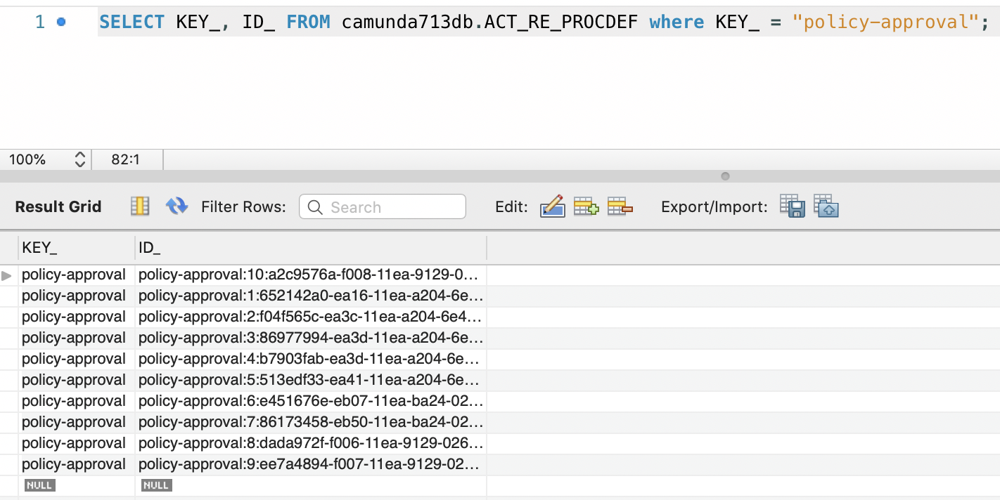 1 SELECT KEY_, ID_ FROM camunda713db.ACT_RE_PROCDEF where KEY_ = "policy-approval";
100% 82:1
Result Grid Filter Rows: Search Edit: Export/Import:
KEY_ ID_
policy-approval policy-approval:10:a2c9576a-f008-11ea-9129-0...
policy-approval policy-approval:1:652142a0-ea16-11ea-a204-6e...
policy-approval policy-approval:2:f04f565c-ea3c-11ea-a204-6e4...
policy-approval policy-approval:3:86977994-ea3d-11ea-a204-6e...
policy-approval policy-approval:4:b7903fab-ea3d-11ea-a204-6e...
policy-approval policy-approval:5:513edf33-ea41-11ea-a204-6e...
policy-approval policy-approval:6:e451676e-eb07-11ea-ba24-02...
policy-approval policy-approval:7:86173458-eb50-11ea-ba24-02...
policy-approval policy-approval:8:dada972f-f006-11ea-9129-026...
policy-approval policy-approval:9:ee7a4894-f007-11ea-9129-02...
NULL NULL